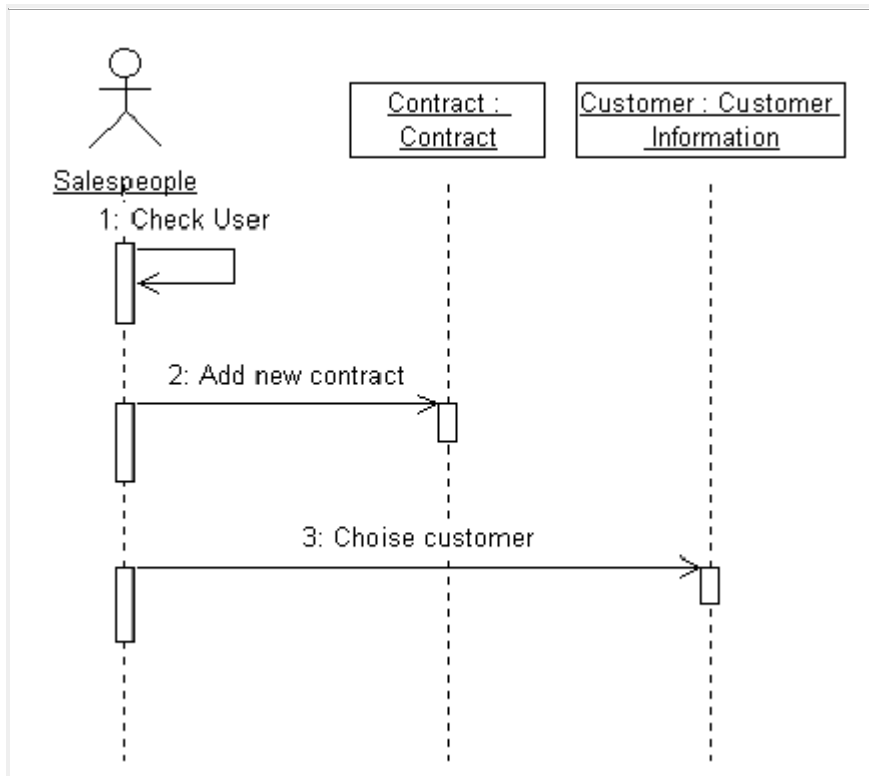 Contract :
Contract
Customer : Customer
Information
Salespeople
1: Check User
2: Add new contract
3: Choise customer